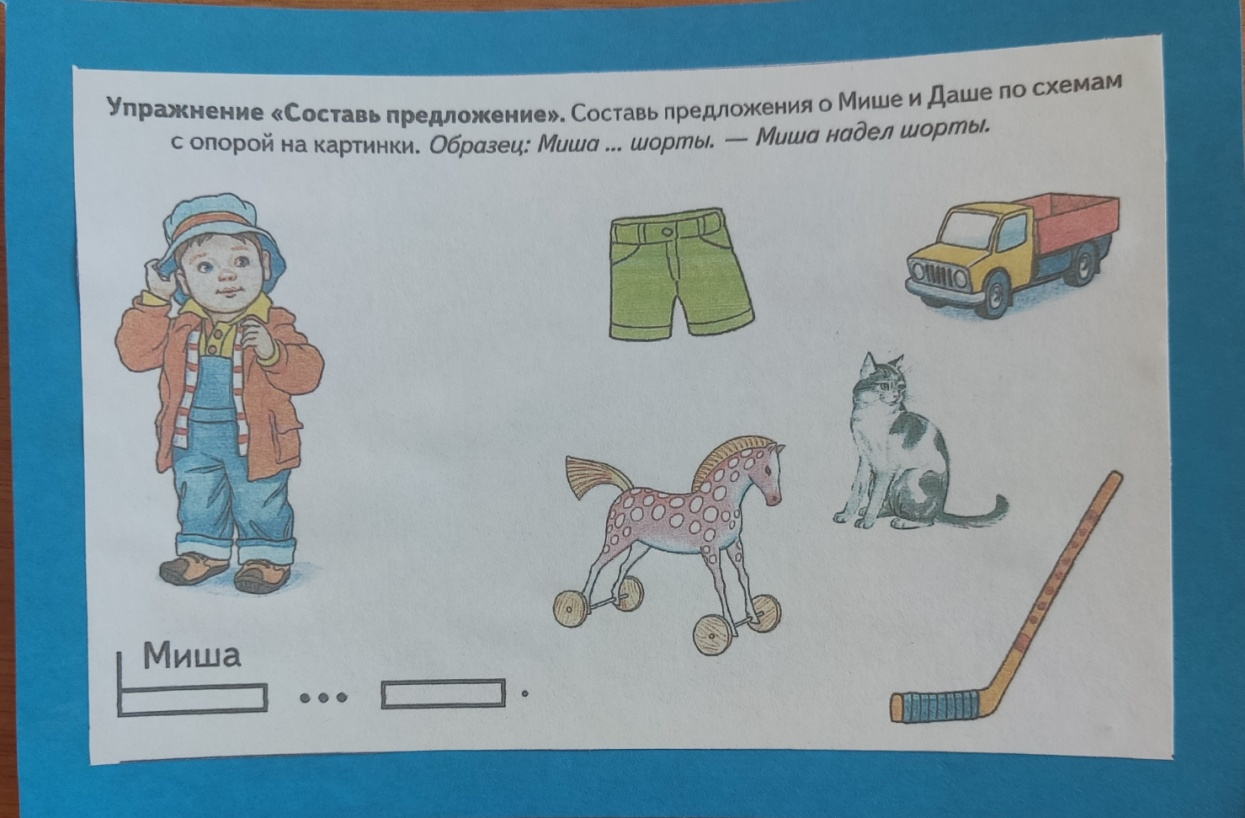 Упражнение «Составь предложение». Составь предложения о Мише и Даше по схемам
с опорой на картинки. Образец: Миша ... шорты. — Миша надел шорты.
Миша
... .